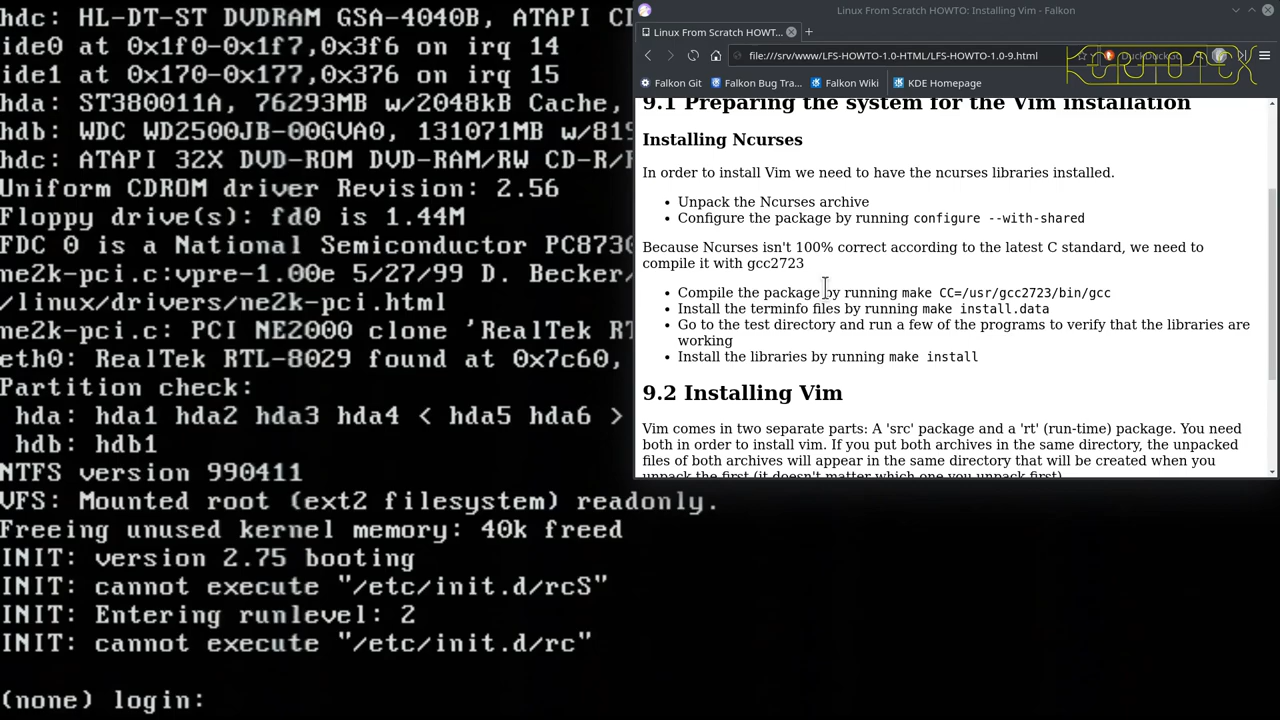 hdc: HL-DT-ST DVDRAM GSA-4040B, ATAPI CD
ide0 at 0x1f0-0x1f7,0x3f6 on irq 14
ide1 at 0x170-0x177,0x376 on irq 15
hda: ST380011A, 76293MB w/2048kB Cache,
hdb: WDC WD2500JB-00GVA0, 131071MB w/819
hdc: ATAPI 32X DVD-ROM DVD-RAM/RW CD-R/R
Uniform CDROM driver Revision: 2.56
Floppy drive(s): fd0 is 1.44M
FDC 0 is a National Semiconductor PC8730
ne2k-pci.c:vpre-1.00e 5/27/99 D. Becker/
/linux/drivers/ne2k-pci.html
ne2k-pci.c: PCI NE2000 clone 'RealTek RT
eth0: RealTek RTL-8029 found at 0x7c60,
Partition check:
hda: hda1 hda2 hda3 hda4 < hda5 hda6 >
hdb: hdb1
NTFS version 990411
VFS: Mounted root (ext2 filesystem) readonly.
Freeing unused kernel memory: 40k freed
INIT: version 2.75 booting
INIT: cannot execute "/etc/init.d/rcS"
INIT: Entering runlevel: 2
INIT: cannot execute "/etc/init.d/rc"
(none) login:
Linux From Scratch HOWTO: Installing Vim - Falkon
Linux From Scratch HOWT...
file:///srv/www/LFS-HOWTO-1.0-HTML/LFS-HOWTO-1.0-9.html
Falkon Git Falkon Bug Tra... Falkon Wiki KDE Homepage
9.1 Preparing the system for the Vim installation
Installing Ncurses
In order to install Vim we need to have the ncurses libraries installed.
• Unpack the Ncurses archive
• Configure the package by running configure --with-shared
Because Ncurses isn't 100% correct according to the latest C standard, we need to
compile it with gcc2723
• Compile the package by running make CC=/usr/gcc2723/bin/gcc
• Install the terminfo files by running make install.data
• Go to the test directory and run a few of the programs to verify that the libraries are
working
• Install the libraries by running make install
9.2 Installing Vim
Vim comes in two separate parts: A 'src' package and a 'rt' (run-time) package. You need
both in order to install vim. If you put both archives in the same directory, the unpacked
files of both archives will appear in the same directory that will be created when you
unpack the first (it doesn't matter which one you unpack first)